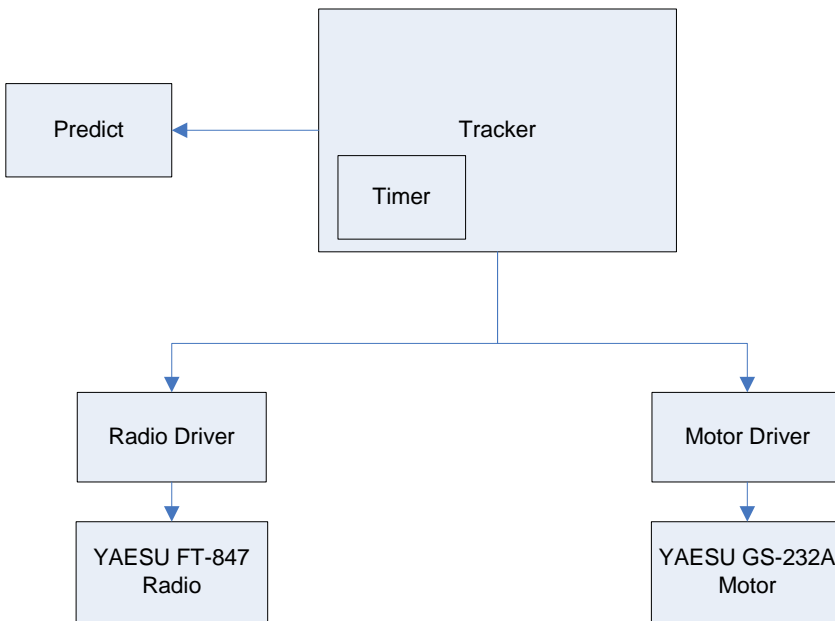 Predict
Tracker
Timer
Radio Driver
Motor Driver
YAESU FT-847
Radio
YAESU GS-232A
Motor